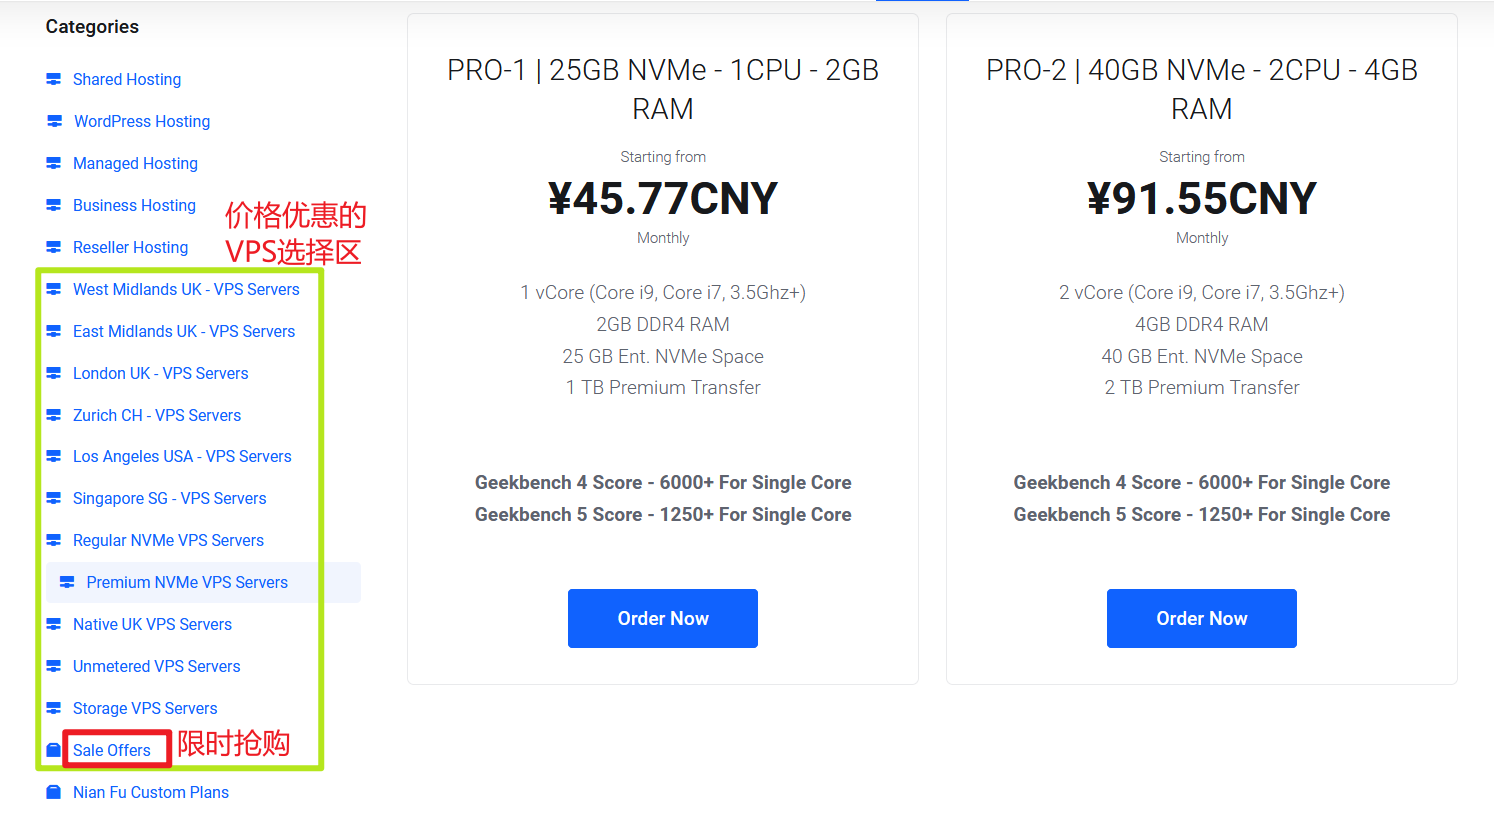 Categories
Shared Hosting
WordPress Hosting
Managed Hosting
Business Hosting
Reseller Hosting
价格优惠的
VPS选择区
West Midlands UK - VPS Servers
East Midlands UK - VPS Servers
London UK - VPS Servers
Zurich CH - VPS Servers
Los Angeles USA - VPS Servers
Singapore SG - VPS Servers
Regular NVMe VPS Servers
Premium NVMe VPS Servers
Native UK VPS Servers
Unmetered VPS Servers
Storage VPS Servers
Sale Offers
限时抢购
Nian Fu Custom Plans
PRO-1 | 25GB NVMe - 1CPU - 2GB
RAM
Starting from
¥45.77CNY
Monthly
1 vCore (Core i9, Core i7, 3.5Ghz+)
2GB DDR4 RAM
25 GB Ent. NVMe Space
1 TB Premium Transfer
Geekbench 4 Score - 6000+ For Single Core
Geekbench 5 Score - 1250+ For Single Core
Order Now
PRO-2 | 40GB NVMe - 2CPU - 4GB
RAM
Starting from
¥91.55CNY
Monthly
2 vCore (Core i9, Core i7, 3.5Ghz+)
4GB DDR4 RAM
40 GB Ent. NVMe Space
2 TB Premium Transfer
Geekbench 4 Score - 6000+ For Single Core
Geekbench 5 Score - 1250+ For Single Core
Order Now